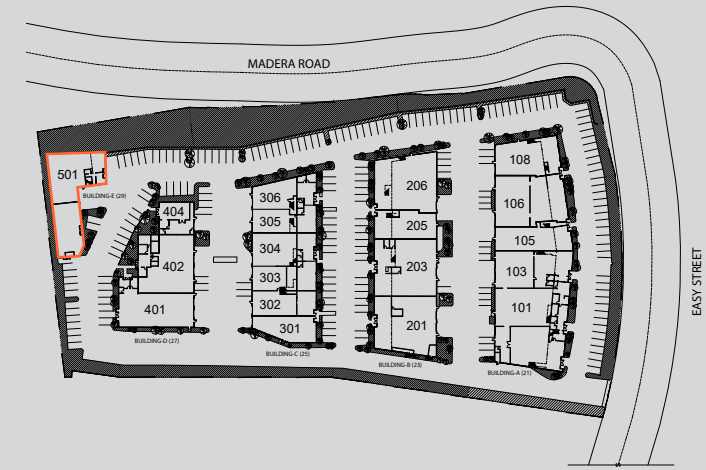 MADERA ROAD
EASY STREET
501
BUILDING-E (29)
404
402
401
BUILDING-D (27)
306
305
304
303
302
301
BUILDING-C (25)
206
205
203
201
BUILDING-B (23)
108
106
105
103
101
BUILDING-A (21)